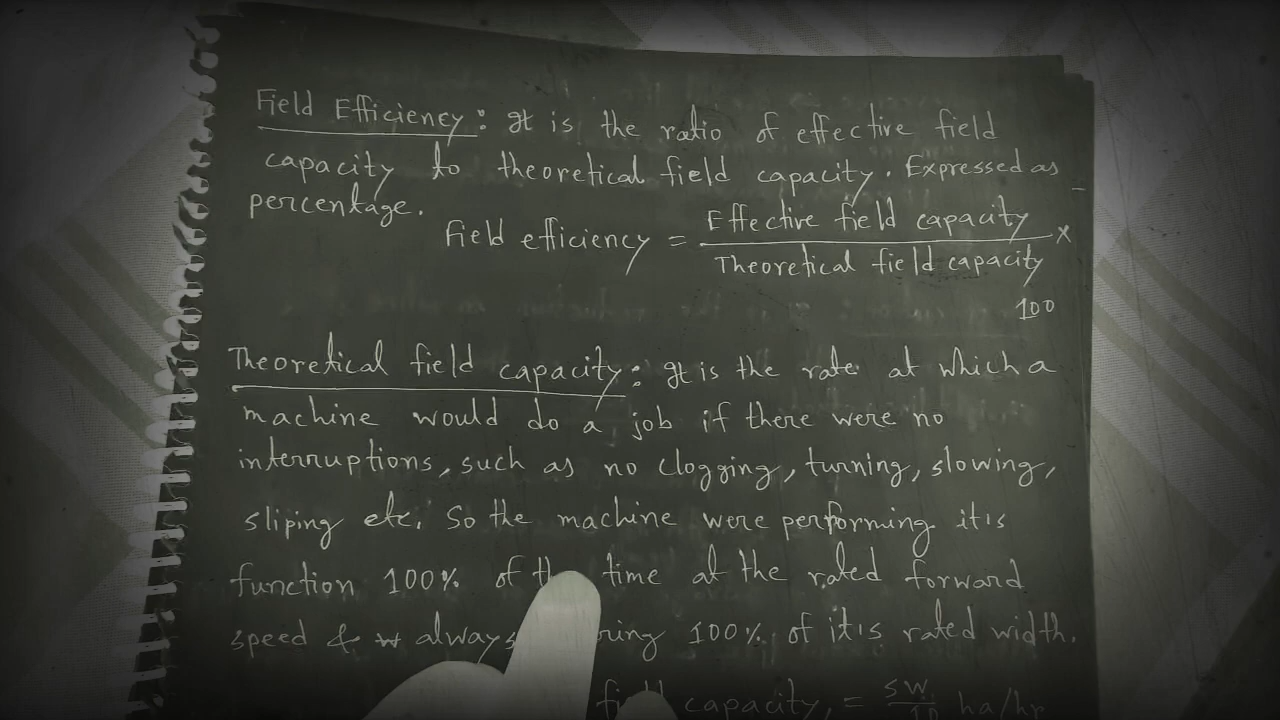 Field Efficiency: It is the ratio of effective field
capacity to theoretical field capacity. Expressed as
percentage.
Field efficiency = Effective field capacity / Theoretical field capacity ×
100
Theoretical field capacity: It is the rate at which a
machine would do a job if there were no
interruptions, such as no clogging, turning, slowing,
sliping etc. So the machine were performing it's
function 100% of time at the rated forward
speed & always 100% of it's rated width.
capacity, = SW/10 ha/hr